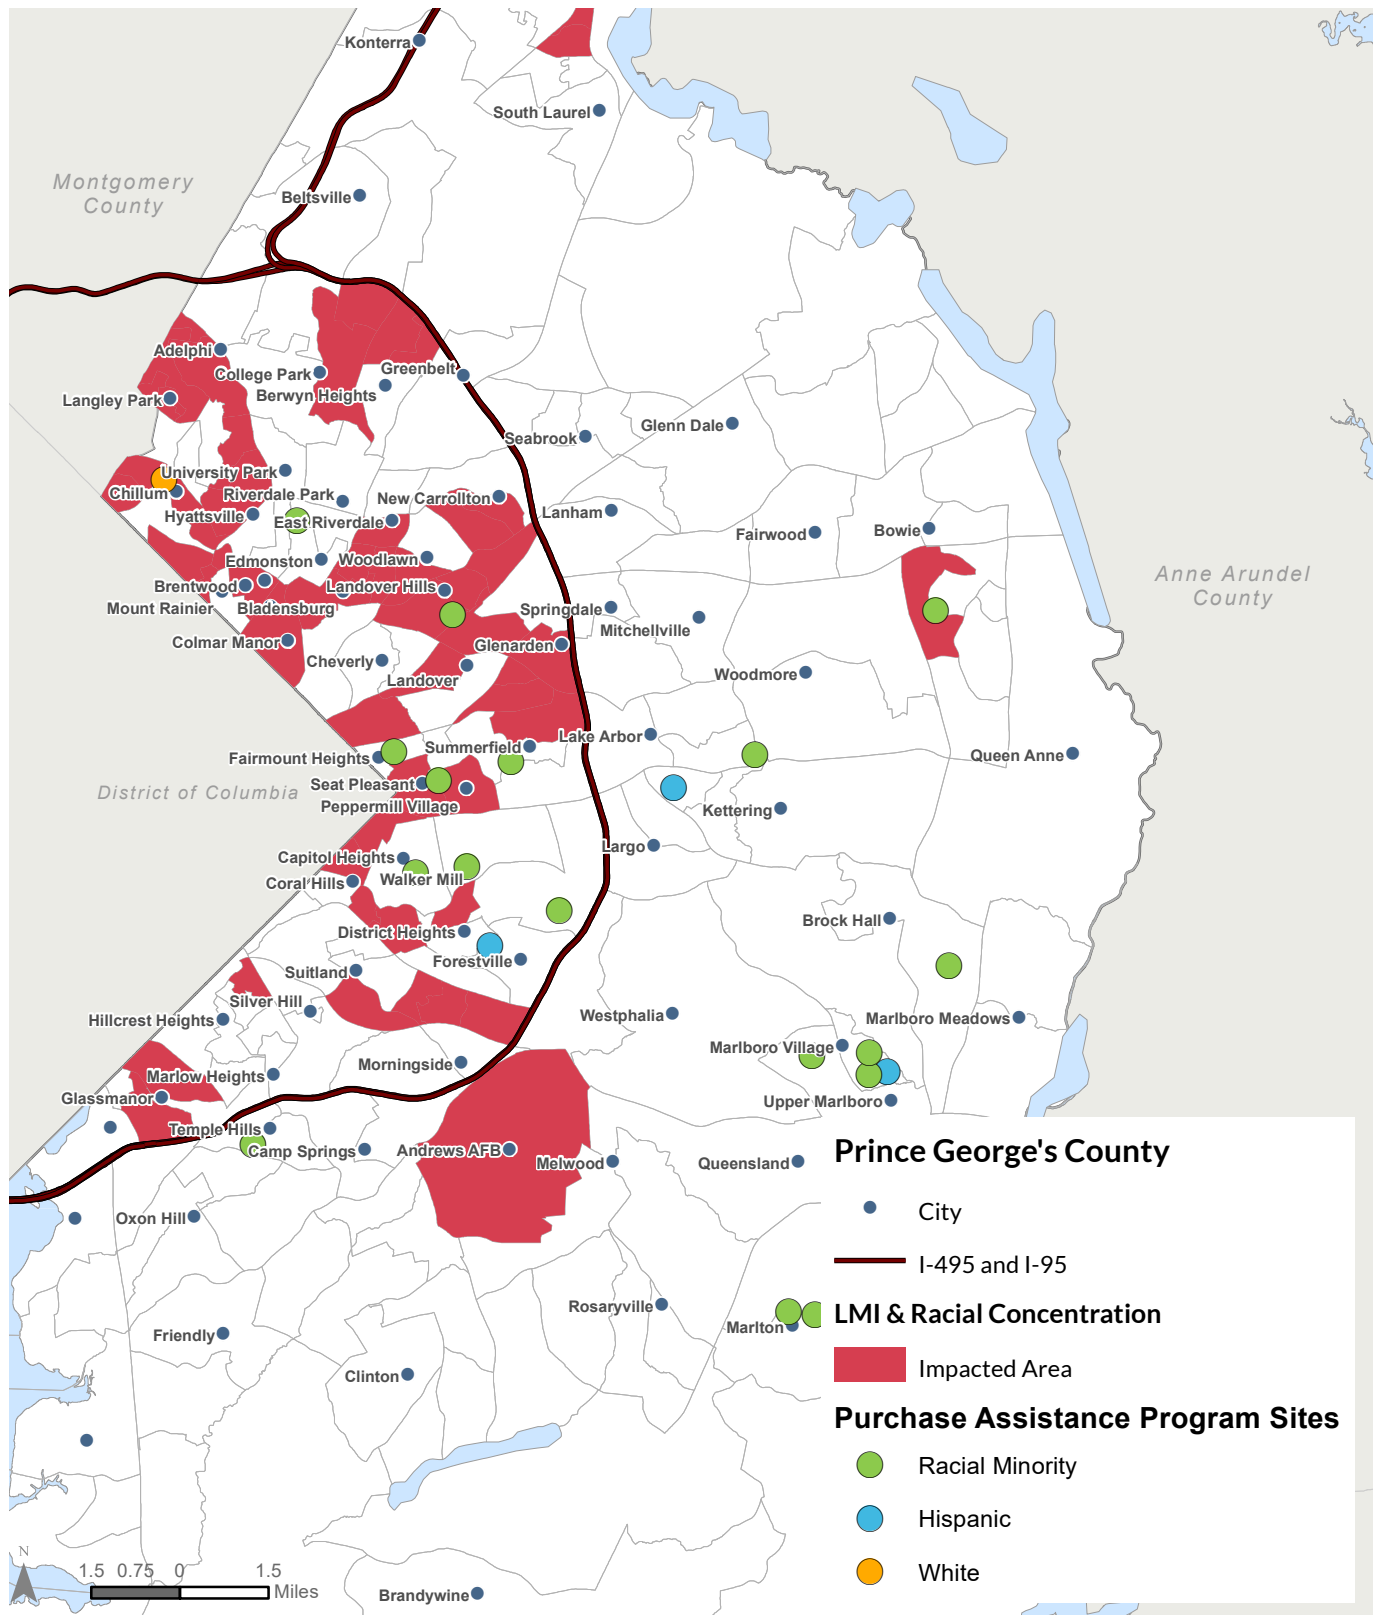 Konterra
South Laurel
Montgomery
County
Beltsville
Adelphi
College Park
Greenbelt
Berwyn Heights
Langley Park
Glenn Dale
Seabrook
University Park
Chillum
Riverdale Park
New Carrollton
Lanham
Hyattsville
East Riverdale
Fairwood
Bowie
Edmonston
Woodlawn
Anne Arundel
County
Brentwood
Landover Hills
Mount Rainier
Bladensburg
Springdale
Mitchellville
Colmar Manor
Glenarden
Cheverly
Landover
Woodmore
Lake Arbor
Summerfield
Fairmount Heights
Queen Anne
District of Columbia
Seat Pleasant
Peppermill Village
Kettering
Largo
Capitol Heights
Coral Hills
Walker Mill
Brock Hall
District Heights
Forestville
Suitland
Silver Hill
Hillcrest Heights
Westphalia
Marlboro Meadows
Marlboro Village
Morningside
Marlow Heights
Glassmanor
Upper Marlboro
Temple Hills
Camp Springs
Andrews AFB
Melwood
Queensland
Oxon Hill
Rosaryville
Marlton
Friendly
Clinton
Brandywine
Prince George's County
City
I-495 and I-95
LMI & Racial Concentration
Impacted Area
Purchase Assistance Program Sites
Racial Minority
Hispanic
White
N
1.5 0.75 0 1.5
Miles